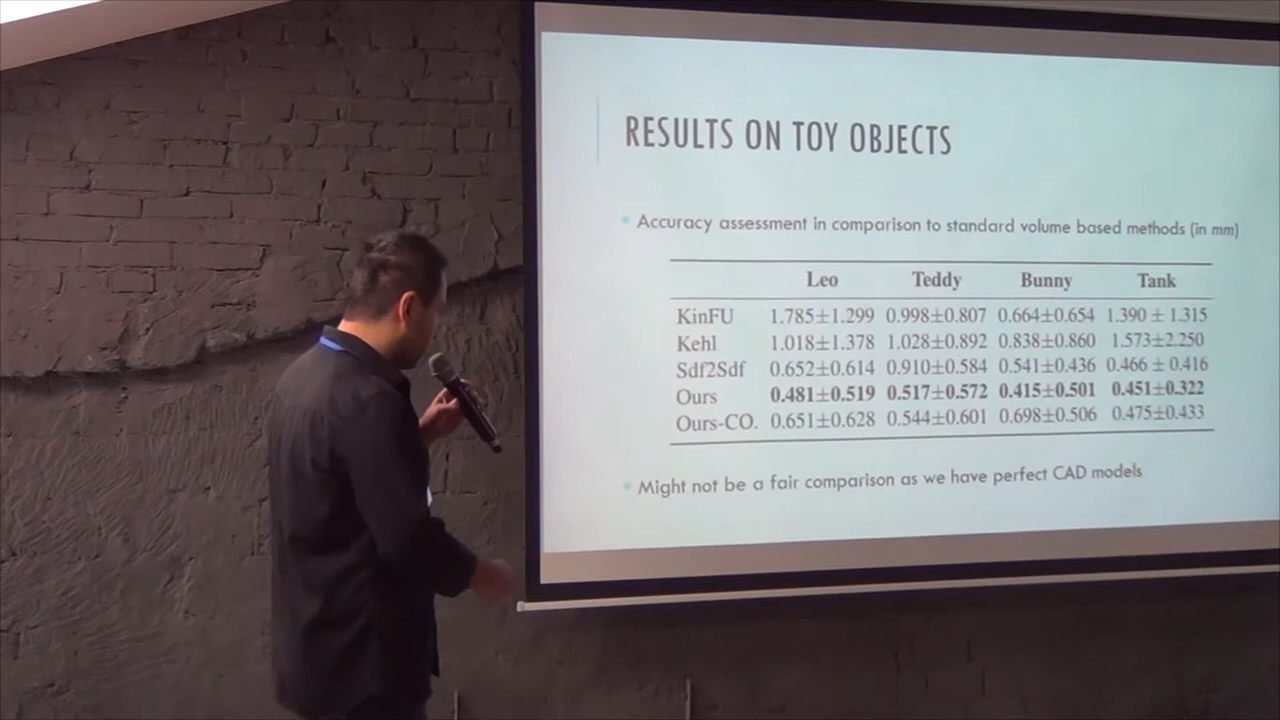 RESULTS ON TOY OBJECTS
Accuracy assessment in comparison to standard volume based methods (in mm)
Leo Teddy Bunny Tank
KinFU 1.785±1.299 0.998±0.807 0.664±0.654 1.390 ± 1.315
Kehl 1.018±1.378 1.028±0.892 0.838±0.860 1.573±2.250
Sdf2Sdf 0.652±0.614 0.910±0.584 0.541±0.436 0.466 ± 0.416
Ours 0.481±0.519 0.517±0.572 0.415±0.501 0.451±0.322
Ours-CO. 0.651±0.628 0.544±0.601 0.698±0.506 0.475±0.433
Might not be a fair comparison as we have perfect CAD models